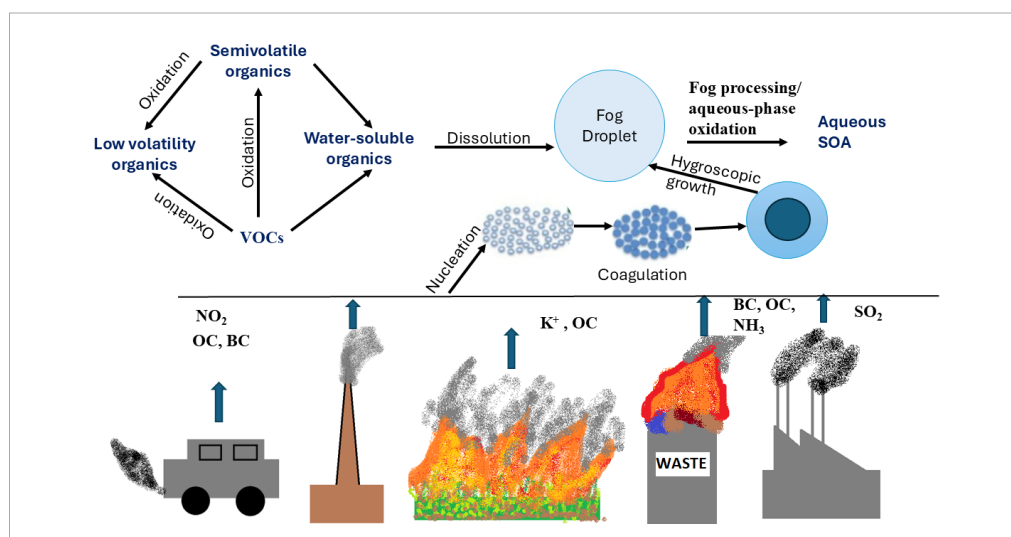 Semivolatile
organics
Oxidation
Low volatility
organics
Oxidation
Water-soluble
organics
Oxidation
VOCs
Dissolution
Fog
Droplet
Fog processing/
aqueous-phase
oxidation
Aqueous
SOA
Hygroscopic
growth
Nucleation
Coagulation
NO₂
OC, BC
K⁺ , OC
BC, OC,
NH₃
SO₂
WASTE